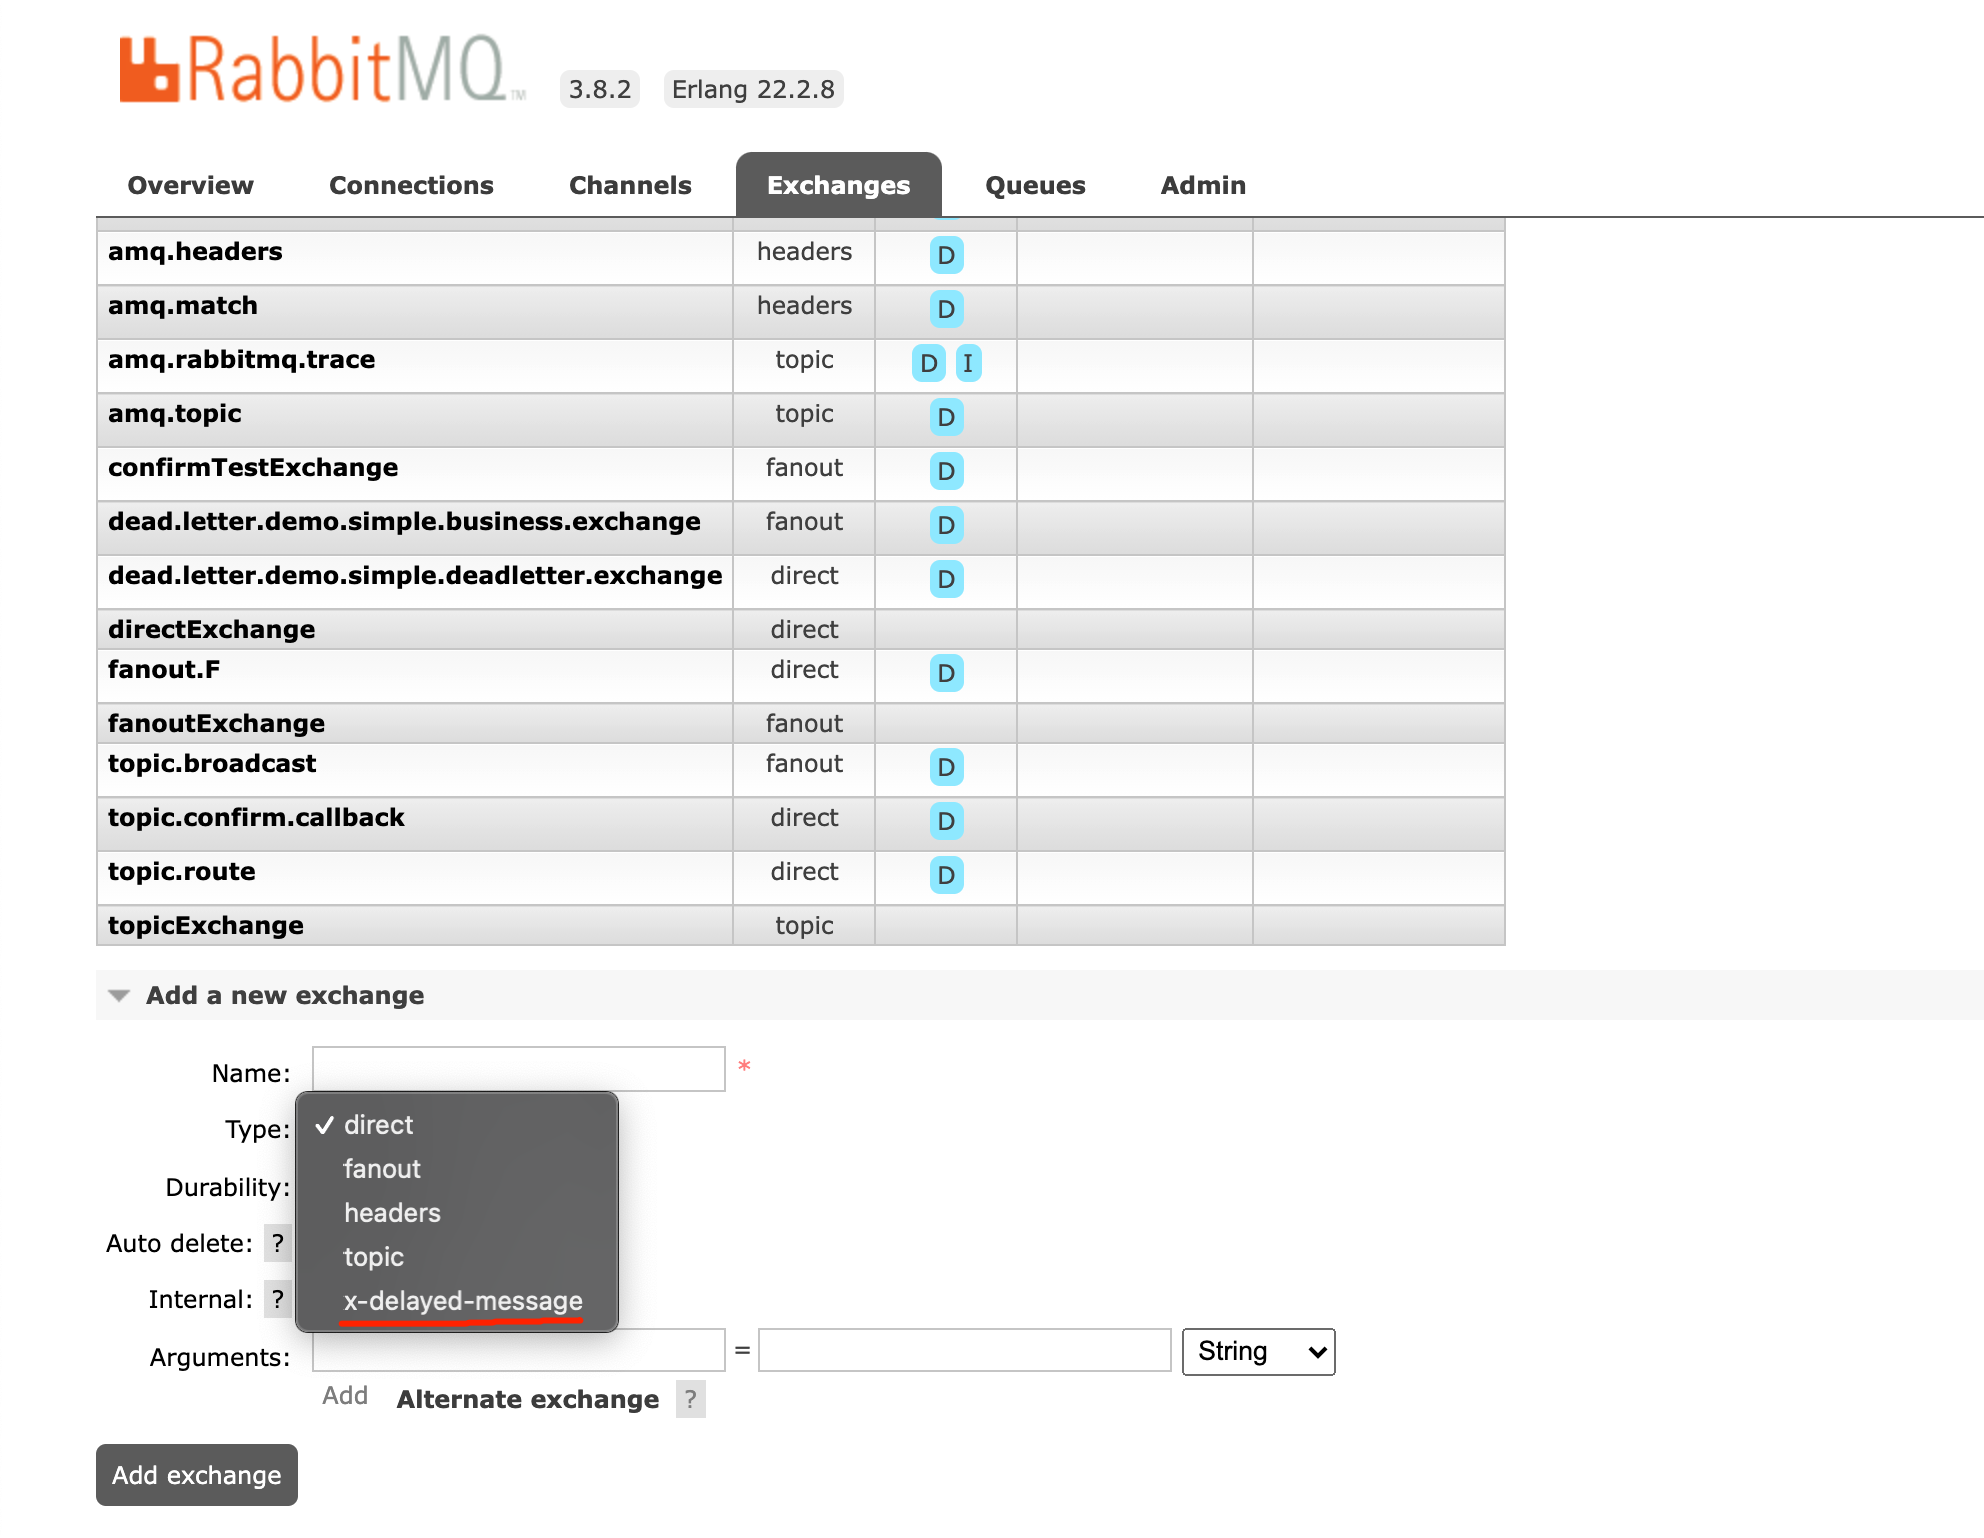 RabbitMQ TM 3.8.2 Erlang 22.2.8
Overview Connections Channels Exchanges Queues Admin
amq.headers headers D
amq.match headers D
amq.rabbitmq.trace topic D I
amq.topic topic D
confirmTestExchange fanout D
dead.letter.demo.simple.business.exchange fanout D
dead.letter.demo.simple.deadletter.exchange direct D
directExchange direct
fanout.F direct D
fanoutExchange fanout
topic.broadcast fanout D
topic.confirm.callback direct D
topic.route direct D
topicExchange topic
Add a new exchange
Name: *
Type: ✓ direct
fanout
Durability:
headers
Auto delete: ? topic
Internal: ? x-delayed-message
Arguments: = String
Add Alternate exchange ?
Add exchange